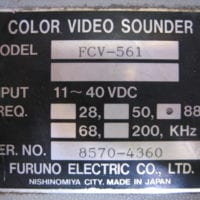 COLOR VIDEO SOUNDER
MODEL FCV-561
INPUT 11~40 VDC
FREQ. 28, 50, 88
68, 200, KHz
SER.NO. 8570-4360
FURUNO ELECTRIC CO., LTD.
NISHINOMIYA CITY, MADE IN JAPAN